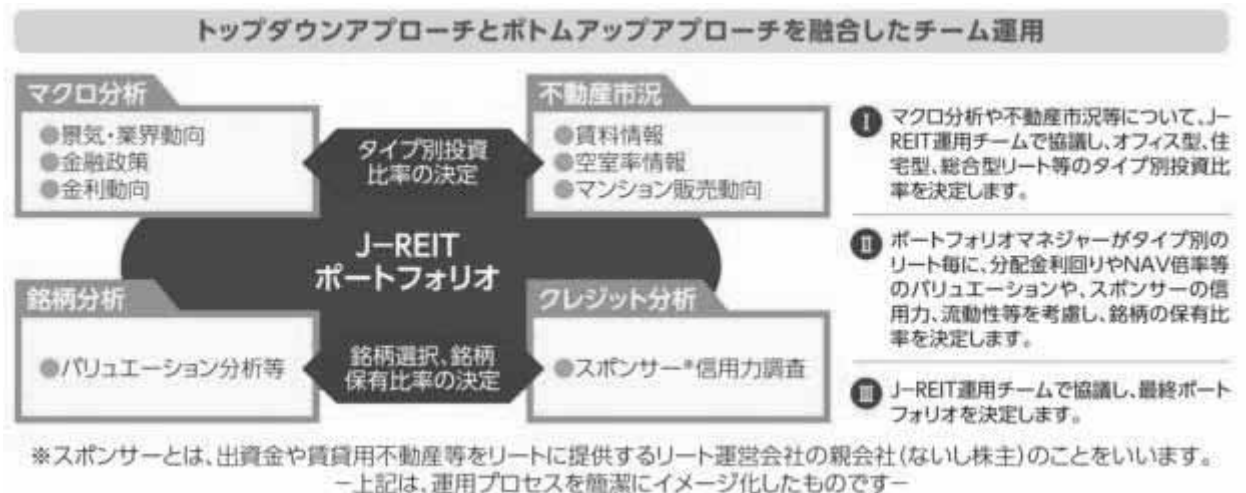 トップダウンアプローチとボトムアップアプローチを融合したチーム運用
マクロ分析
●景気・業界動向
●金融政策
●金利動向
タイプ別投資
比率の決定
不動産市況
●賃料情報
●空室率情報
●マンション販売動向
J−REIT
ポートフォリオ
銘柄分析
●バリュエーション分析等
銘柄選択、銘柄
保有比率の決定
クレジット分析
●スポンサー*信用力調査
Ⅰ マクロ分析や不動産市況等について、J−
REIT運用チームで協議し、オフィス型、住
宅型、総合型リート等のタイプ別投資比
率を決定します。
Ⅱ ポートフォリオマネジャーがタイプ別の
リート毎に、分配金利回りやNAV倍率等
のバリュエーションや、スポンサーの信
用力、流動性等を考慮し、銘柄の保有比
率を決定します。
Ⅲ J−REIT運用チームで協議し、最終ポート
フォリオを決定します。
※スポンサーとは、出資金や賃貸用不動産等をリートに提供するリート運営会社の親会社(ないし株主)のことをいいます。
−上記は、運用プロセスを簡潔にイメージ化したものです−